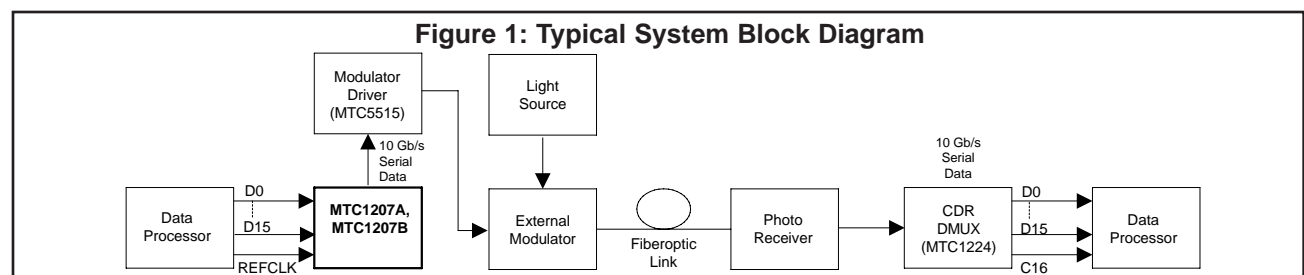 Figure 1: Typical System Block Diagram
Modulator
Driver
(MTC5515)
Light
Source
10 Gb/s
Serial
Data
10 Gb/s
Serial
Data
Data
Processor
D0
D15
REFCLK
MTC1207A,
MTC1207B
External
Modulator
Fiberoptic
Link
Photo
Receiver
CDR
DMUX
(MTC1224)
D0
D15
C16
Data
Processor